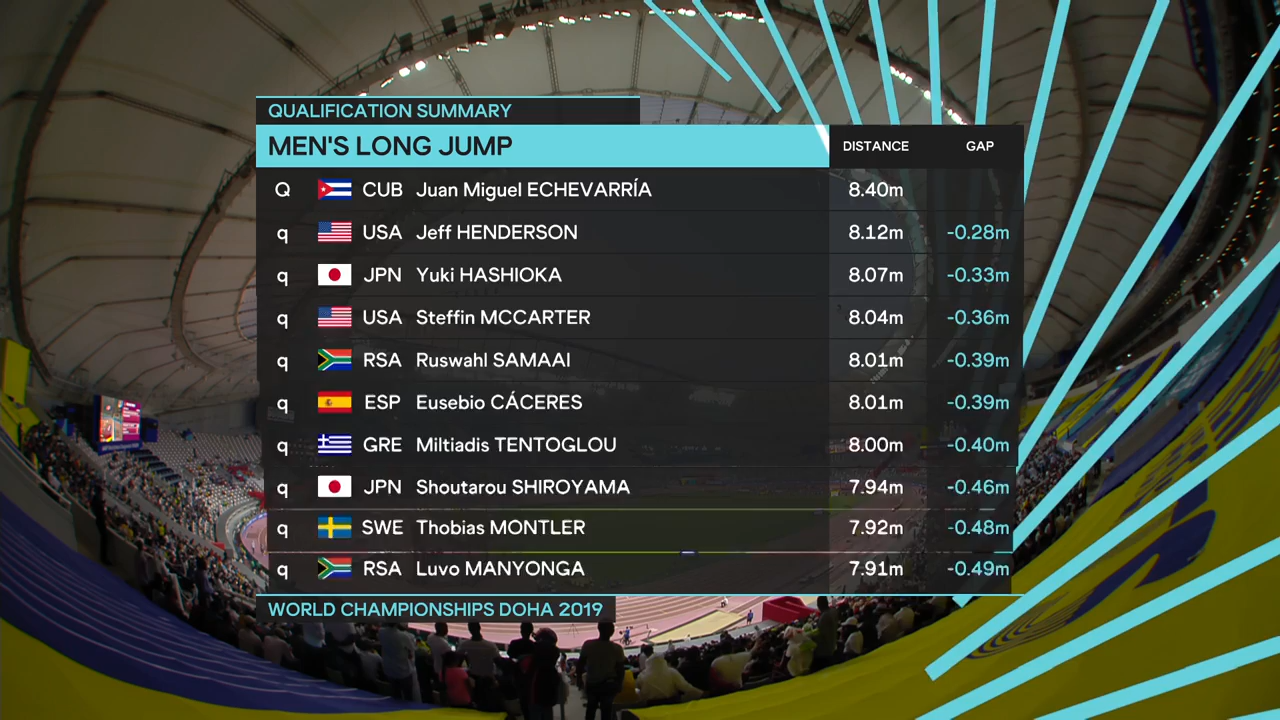 QUALIFICATION SUMMARY
MEN'S LONG JUMP DISTANCE GAP
Q CUB Juan Miguel ECHEVARRÍA 8.40m
q USA Jeff HENDERSON 8.12m -0.28m
q JPN Yuki HASHIOKA 8.07m -0.33m
q USA Steffin MCCARTER 8.04m -0.36m
q RSA Ruswahl SAMAAI 8.01m -0.39m
q ESP Eusebio CÁCERES 8.01m -0.39m
q GRE Miltiadis TENTOGLOU 8.00m -0.40m
q JPN Shoutarou SHIROYAMA 7.94m -0.46m
q SWE Thobias MONTLER 7.92m -0.48m
q RSA Luvo MANYONGA 7.91m -0.49m
WORLD CHAMPIONSHIPS DOHA 2019